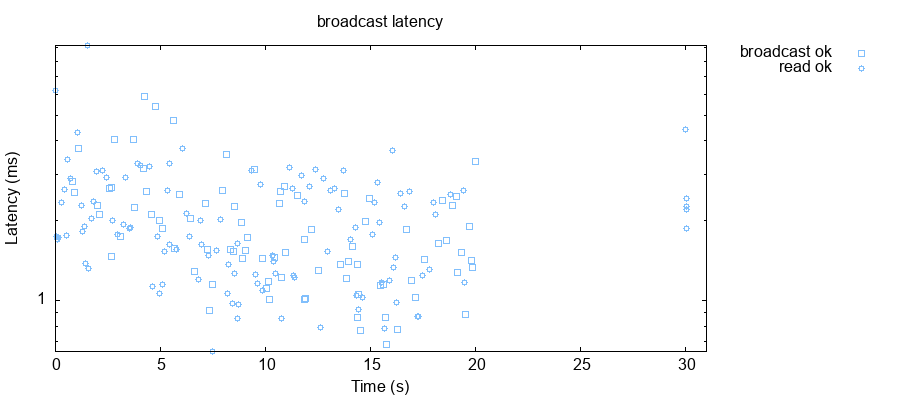 broadcast latency
broadcast ok
read ok
Latency (ms)
1
0 5 10 15 20 25 30
Time (s)